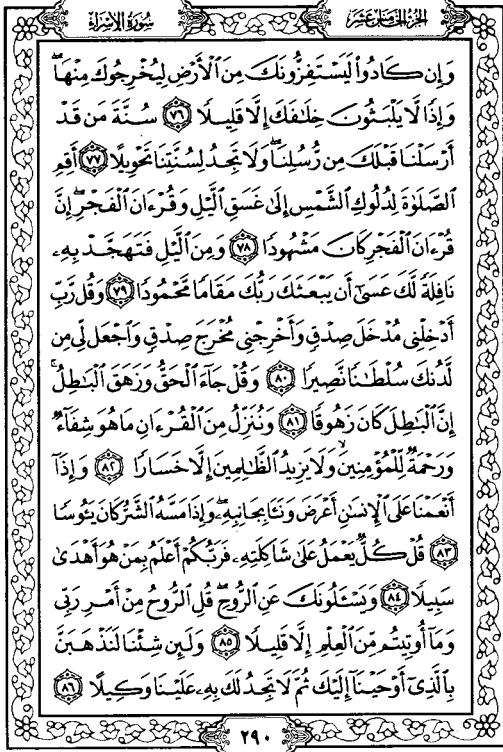 الجزء الخامس عشر
سورة الإسراء
وَإِن كَادُوا۟ لَيَسْتَفِزُّونَكَ مِنَ ٱلْأَرْضِ لِيُخْرِجُوكَ مِنْهَا ۖ
وَإِذًا لَّا يَلْبَثُونَ خِلَٰفَكَ إِلَّا قَلِيلًا ۝٧٦ سُنَّةَ مَن قَدْ
أَرْسَلْنَا قَبْلَكَ مِن رُّسُلِنَا ۖ وَلَا تَجِدُ لِسُنَّتِنَا تَحْوِيلًا ۝٧٧ أَقِمِ
ٱلصَّلَوٰةَ لِدُلُوكِ ٱلشَّمْسِ إِلَىٰ غَسَقِ ٱلَّيْلِ وَقُرْءَانَ ٱلْفَجْرِ ۖ إِنَّ
قُرْءَانَ ٱلْفَجْرِ كَانَ مَشْهُودًا ۝٧٨ وَمِنَ ٱلَّيْلِ فَتَهَجَّدْ بِهِۦ
نَافِلَةً لَّكَ عَسَىٰٓ أَن يَبْعَثَكَ رَبُّكَ مَقَامًا مَّحْمُودًا ۝٧٩ وَقُل رَّبِّ
أَدْخِلْنِى مُدْخَلَ صِدْقٍ وَأَخْرِجْنِى مُخْرَجَ صِدْقٍ وَٱجْعَل لِّى مِن
لَّدُنكَ سُلْطَٰنًا نَّصِيرًا ۝٨٠ وَقُلْ جَآءَ ٱلْحَقُّ وَزَهَقَ ٱلْبَٰطِلُ ۚ
إِنَّ ٱلْبَٰطِلَ كَانَ زَهُوقًا ۝٨١ وَنُنَزِّلُ مِنَ ٱلْقُرْءَانِ مَا هُوَ شِفَآءٌ
وَرَحْمَةٌ لِّلْمُؤْمِنِينَ ۙ وَلَا يَزِيدُ ٱلظَّٰلِمِينَ إِلَّا خَسَارًا ۝٨٢ وَإِذَآ
أَنْعَمْنَا عَلَى ٱلْإِنسَٰنِ أَعْرَضَ وَنَـَٔا بِجَانِبِهِۦ ۖ وَإِذَا مَسَّهُ ٱلشَّرُّ كَانَ يَـُٔوسًا
۝٨٣ قُلْ كُلٌّ يَعْمَلُ عَلَىٰ شَاكِلَتِهِۦ فَرَبُّكُمْ أَعْلَمُ بِمَنْ هُوَ أَهْدَىٰ
سَبِيلًا ۝٨٤ وَيَسْـَٔلُونَكَ عَنِ ٱلرُّوحِ ۖ قُلِ ٱلرُّوحُ مِنْ أَمْرِ رَبِّى
وَمَآ أُوتِيتُم مِّنَ ٱلْعِلْمِ إِلَّا قَلِيلًا ۝٨٥ وَلَئِن شِئْنَا لَنَذْهَبَنَّ
بِٱلَّذِىٓ أَوْحَيْنَآ إِلَيْكَ ثُمَّ لَا تَجِدُ لَكَ بِهِۦ عَلَيْنَا وَكِيلًا ۝٨٦
٢٩٠